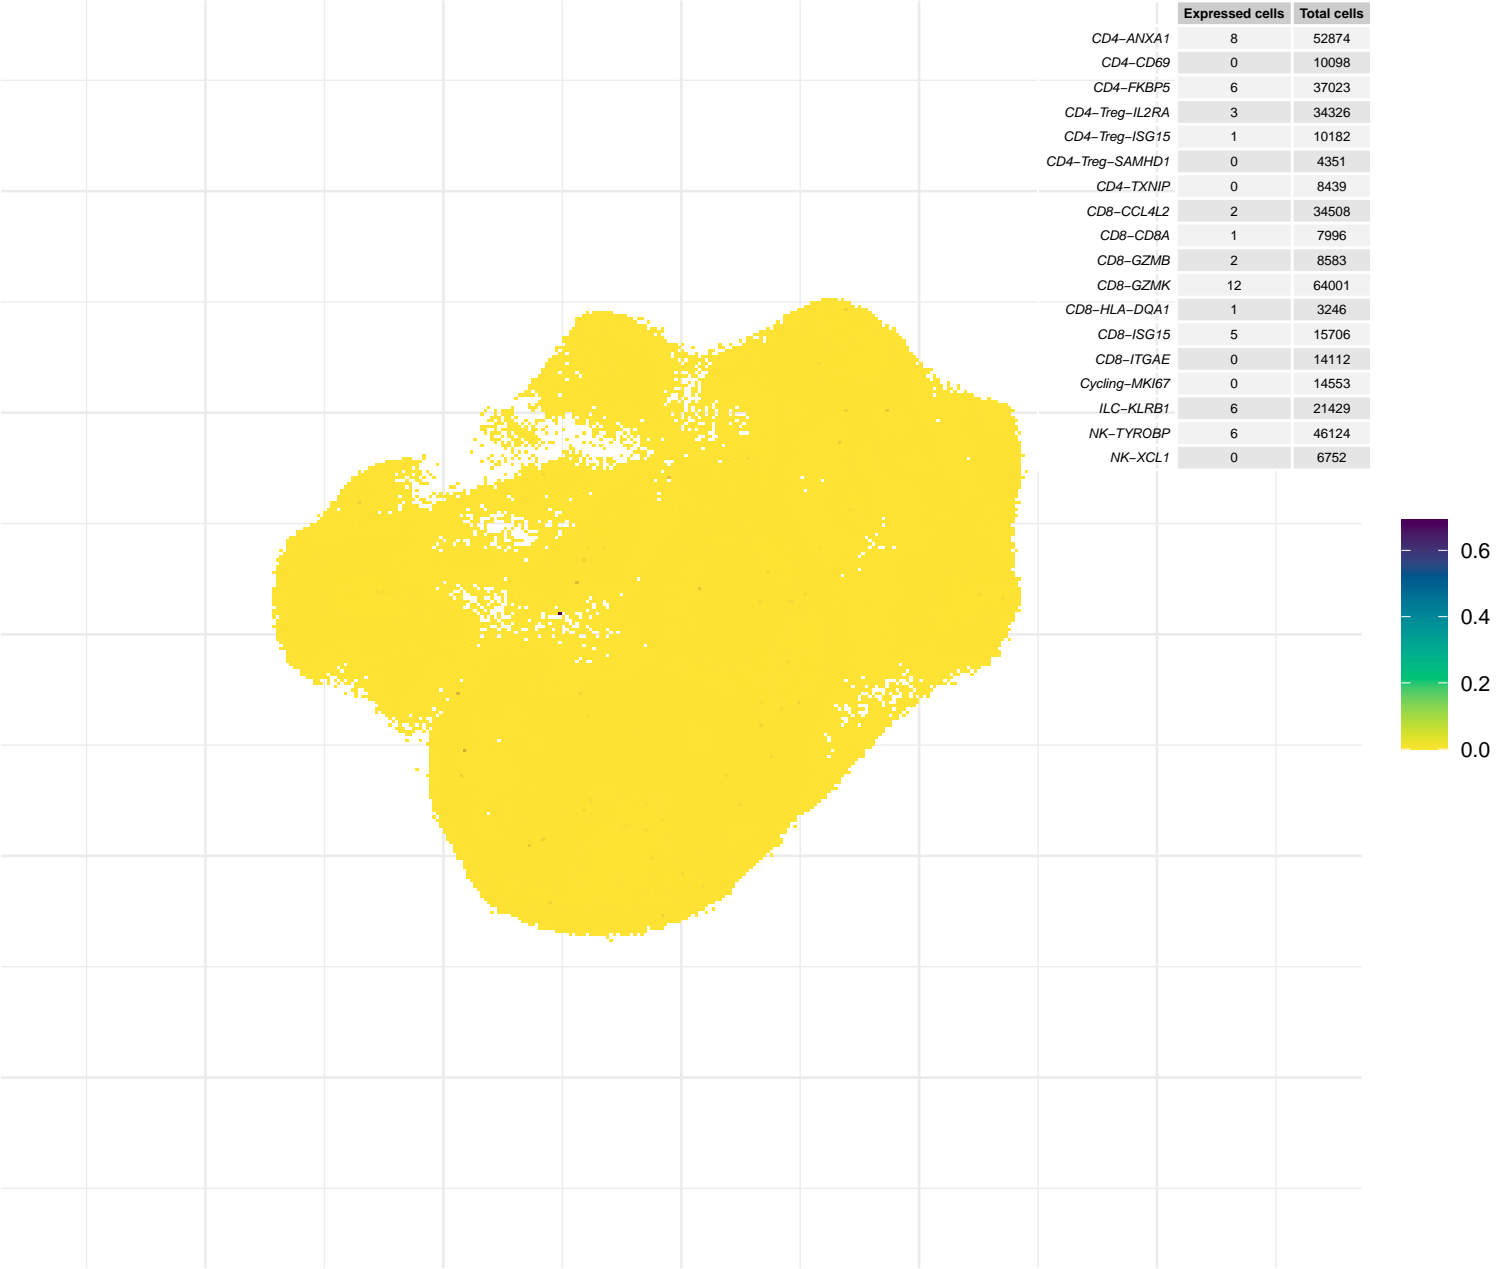 Expressed cells Total cells
CD4−ANXA1 8 52874
CD4−CD69 0 10098
CD4−FKBP5 6 37023
CD4−Treg−IL2RA 3 34326
CD4−Treg−ISG15 1 10182
CD4−Treg−SAMHD1 0 4351
CD4−TXNIP 0 8439
CD8−CCL4L2 2 34508
CD8−CD8A 1 7996
CD8−GZMB 2 8583
CD8−GZMK 12 64001
CD8−HLA−DQA1 1 3246
CD8−ISG15 5 15706
CD8−ITGAE 0 14112
Cycling−MKI67 0 14553
ILC−KLRB1 6 21429
NK−TYROBP 6 46124
NK−XCL1 0 6752
0.6
0.4
0.2
0.0